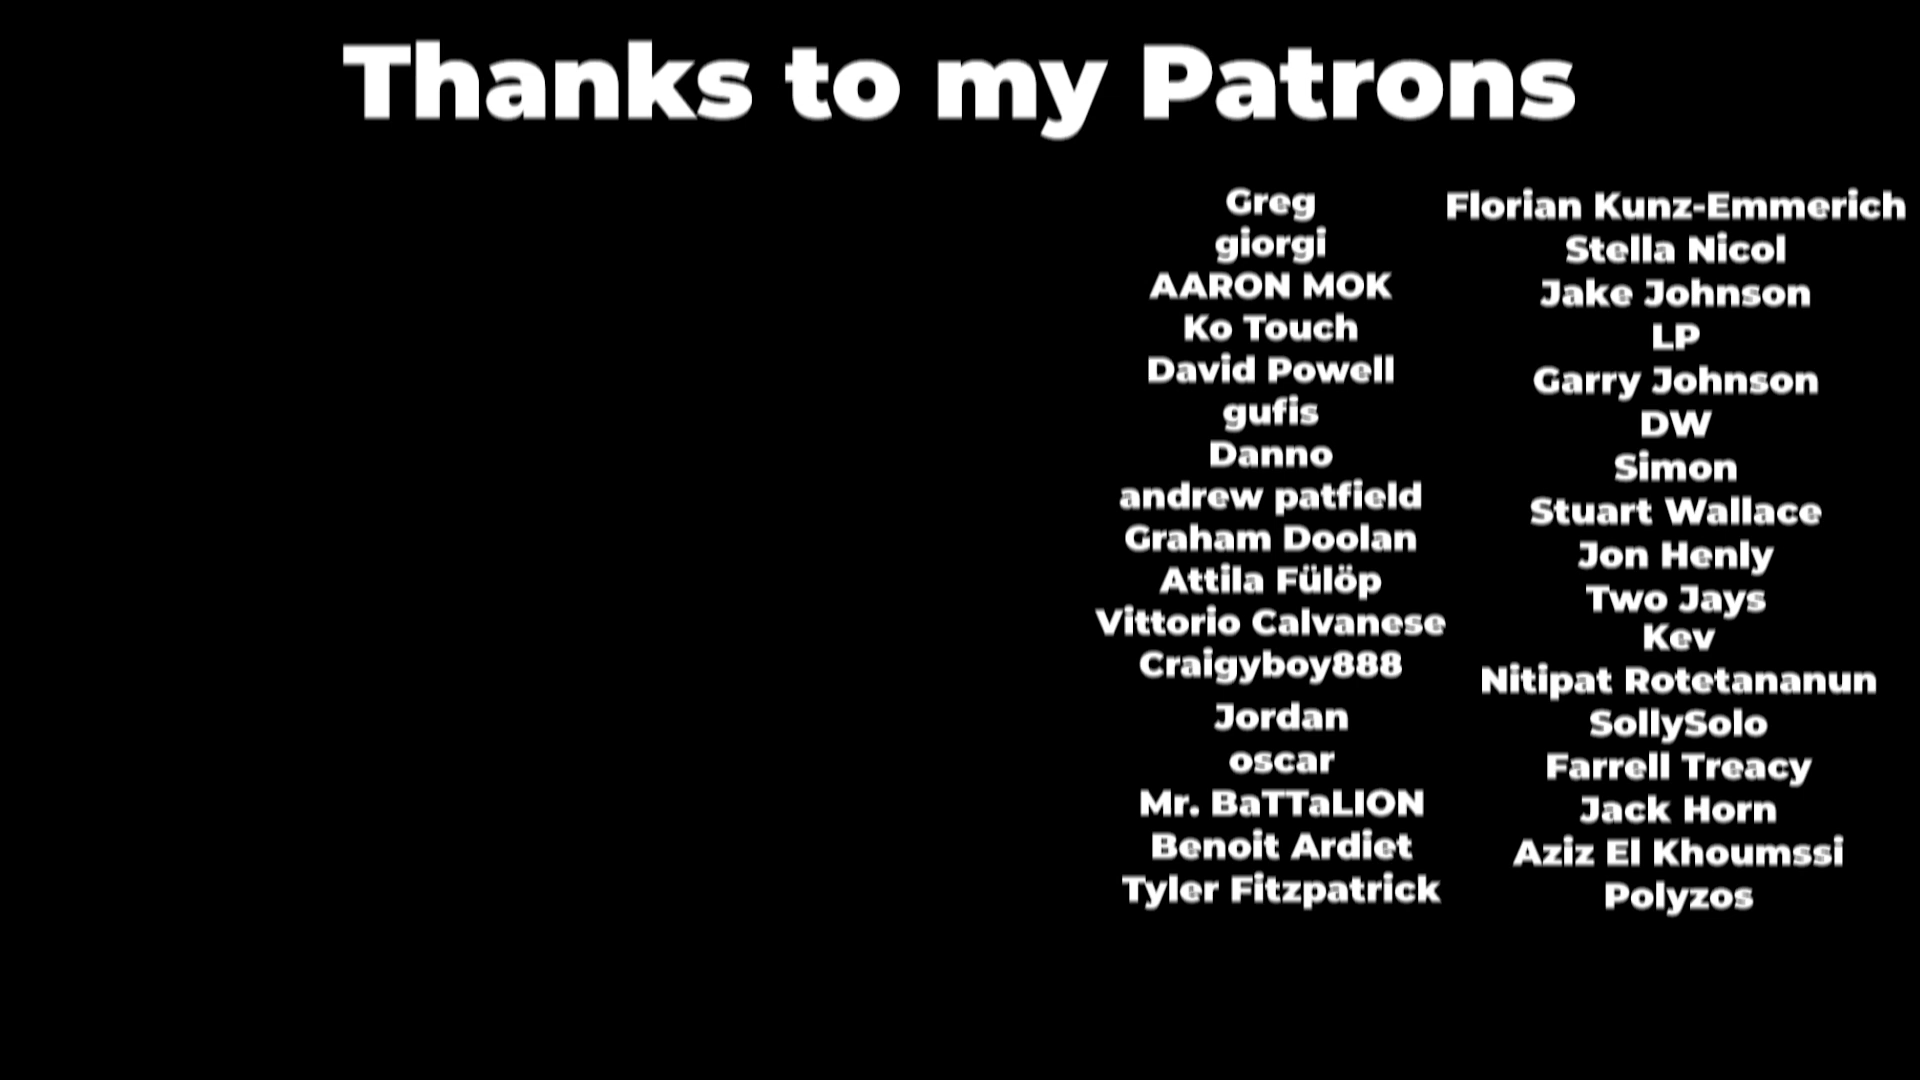 Thanks to my Patrons
Greg
giorgi
AARON MOK
Ko Touch
David Powell
gufis
Danno
andrew patfield
Graham Doolan
Attila Fülöp
Vittorio Calvanese
Craigyboy888
Jordan
oscar
Mr. BaTTaLION
Benoit Ardiet
Tyler Fitzpatrick
Florian Kunz-Emmerich
Stella Nicol
Jake Johnson
LP
Garry Johnson
DW
Simon
Stuart Wallace
Jon Henly
Two Jays
Kev
Nitipat Rotetananun
SollySolo
Farrell Treacy
Jack Horn
Aziz El Khoumssi
Polyzos